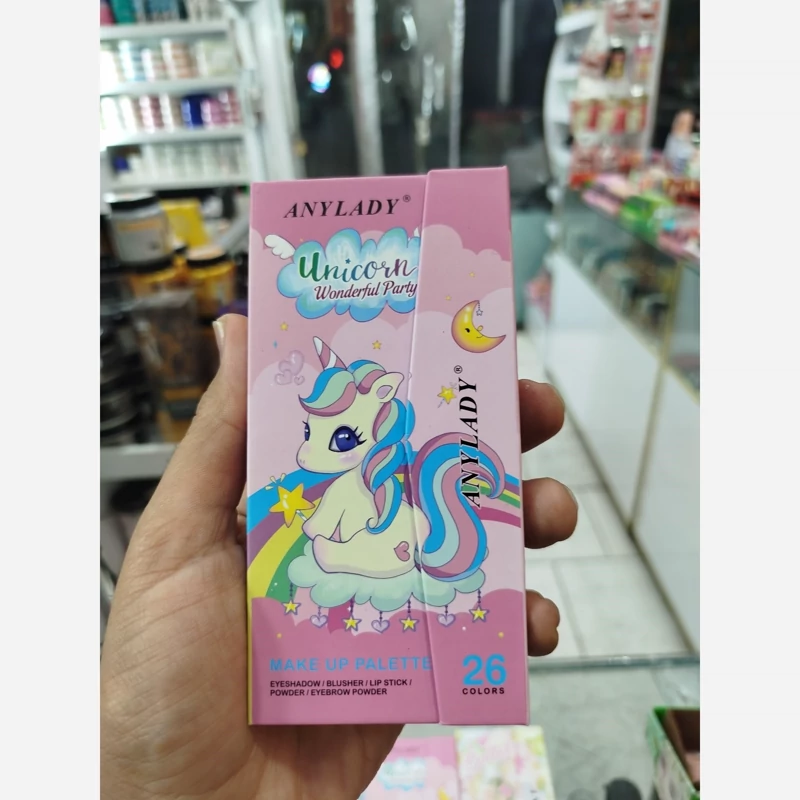 ANYLADY®
Unicorn
Wonderful Party
ANYLADY®
MAKE UP PALETTE
EYESHADOW / BLUSHER / LIP STICK /
POWDER / EYEBROW POWDER
26
COLORS